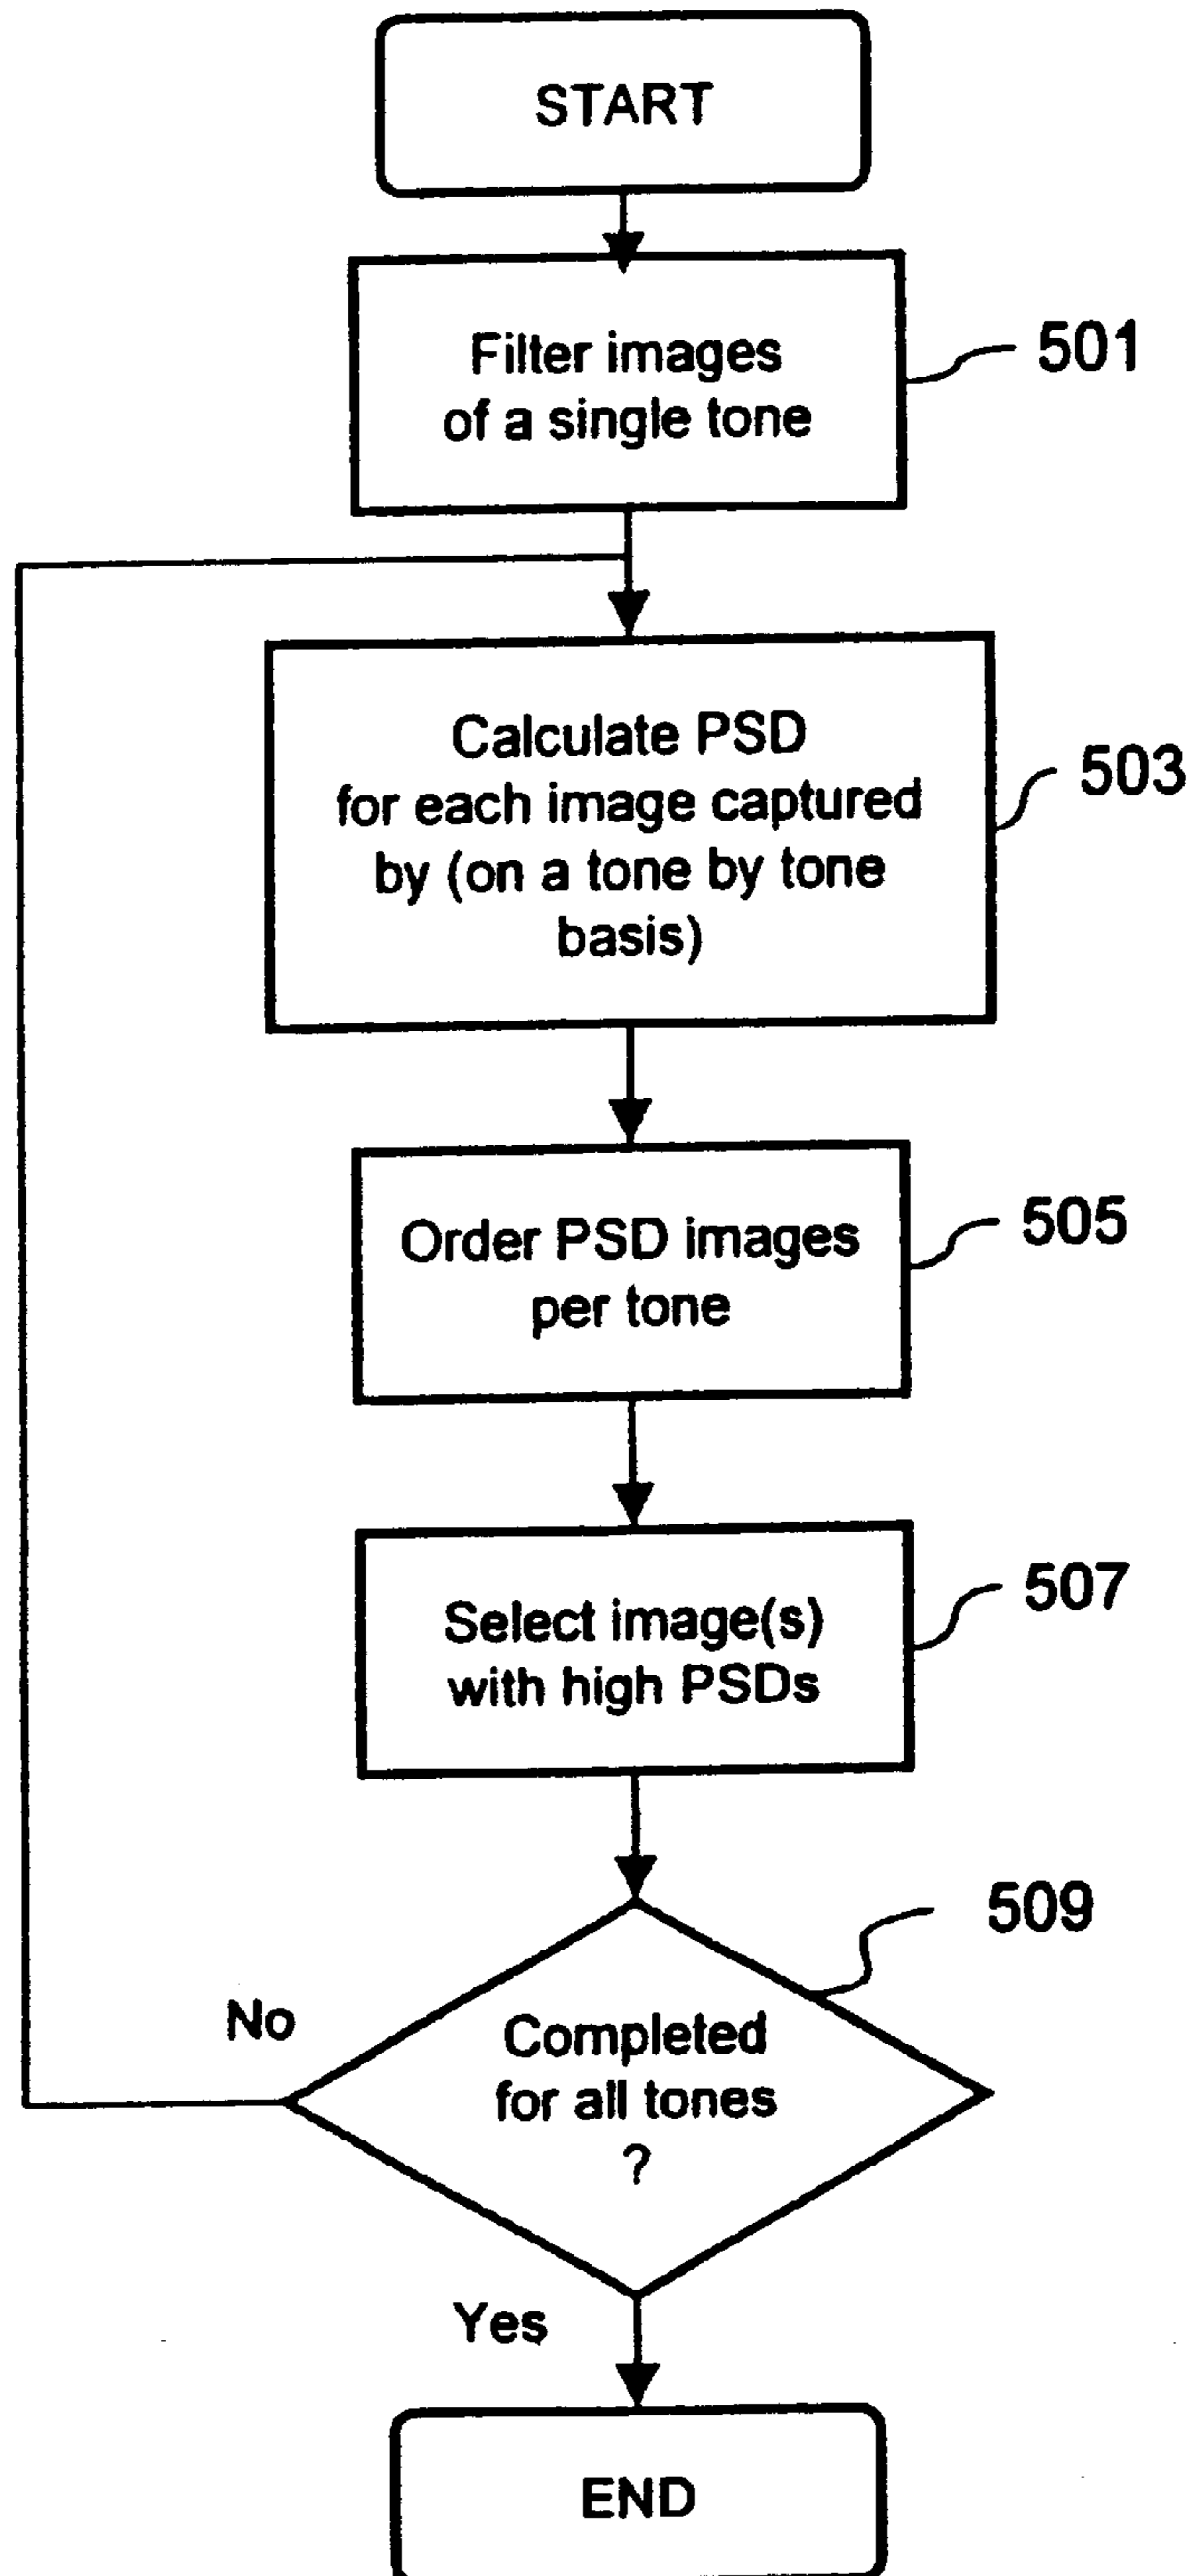 START
Filter images
of a single tone
501
Calculate PSD
for each image captured
by (on a tone by tone
basis)
503
Order PSD images
per tone
505
Select image(s)
with high PSDs
507
509
Completed
for all tones
?
No
Yes
END